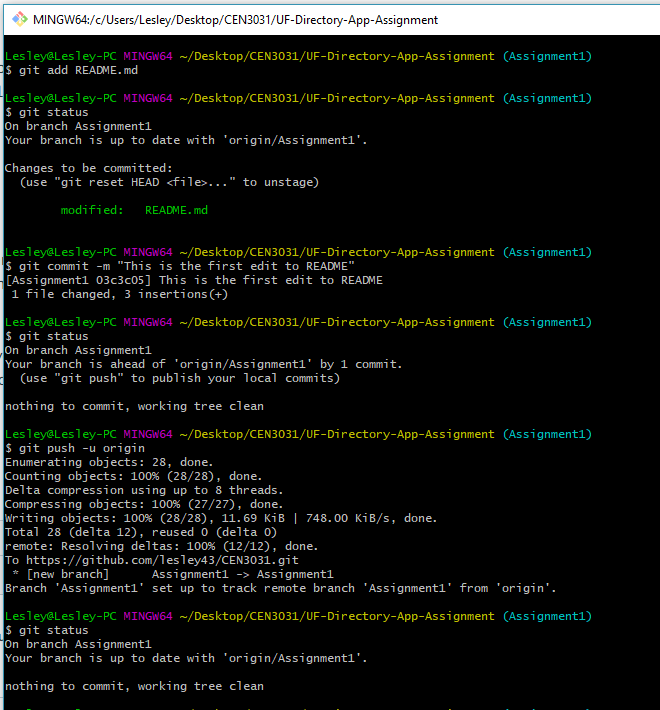 MINGW64:/c/Users/Lesley/Desktop/CEN3031/UF-Directory-App-Assignment
Lesley@Lesley-PC MINGW64 ~/Desktop/CEN3031/UF-Directory-App-Assignment (Assignment1)
$ git add README.md
Lesley@Lesley-PC MINGW64 ~/Desktop/CEN3031/UF-Directory-App-Assignment (Assignment1)
$ git status
On branch Assignment1
Your branch is up to date with 'origin/Assignment1'.
Changes to be committed:
  (use "git reset HEAD <file>..." to unstage)
        modified:   README.md
Lesley@Lesley-PC MINGW64 ~/Desktop/CEN3031/UF-Directory-App-Assignment (Assignment1)
$ git commit -m "This is the first edit to README"
[Assignment1 03c3c05] This is the first edit to README
 1 file changed, 3 insertions(+)
Lesley@Lesley-PC MINGW64 ~/Desktop/CEN3031/UF-Directory-App-Assignment (Assignment1)
$ git status
On branch Assignment1
Your branch is ahead of 'origin/Assignment1' by 1 commit.
  (use "git push" to publish your local commits)
nothing to commit, working tree clean
Lesley@Lesley-PC MINGW64 ~/Desktop/CEN3031/UF-Directory-App-Assignment (Assignment1)
$ git push -u origin
Enumerating objects: 28, done.
Counting objects: 100% (28/28), done.
Delta compression using up to 8 threads.
Compressing objects: 100% (27/27), done.
Writing objects: 100% (28/28), 11.69 KiB | 748.00 KiB/s, done.
Total 28 (delta 12), reused 0 (delta 0)
remote: Resolving deltas: 100% (12/12), done.
To https://github.com/lesley43/CEN3031.git
 * [new branch]      Assignment1 -> Assignment1
Branch 'Assignment1' set up to track remote branch 'Assignment1' from 'origin'.
Lesley@Lesley-PC MINGW64 ~/Desktop/CEN3031/UF-Directory-App-Assignment (Assignment1)
$ git status
On branch Assignment1
Your branch is up to date with 'origin/Assignment1'.
nothing to commit, working tree clean